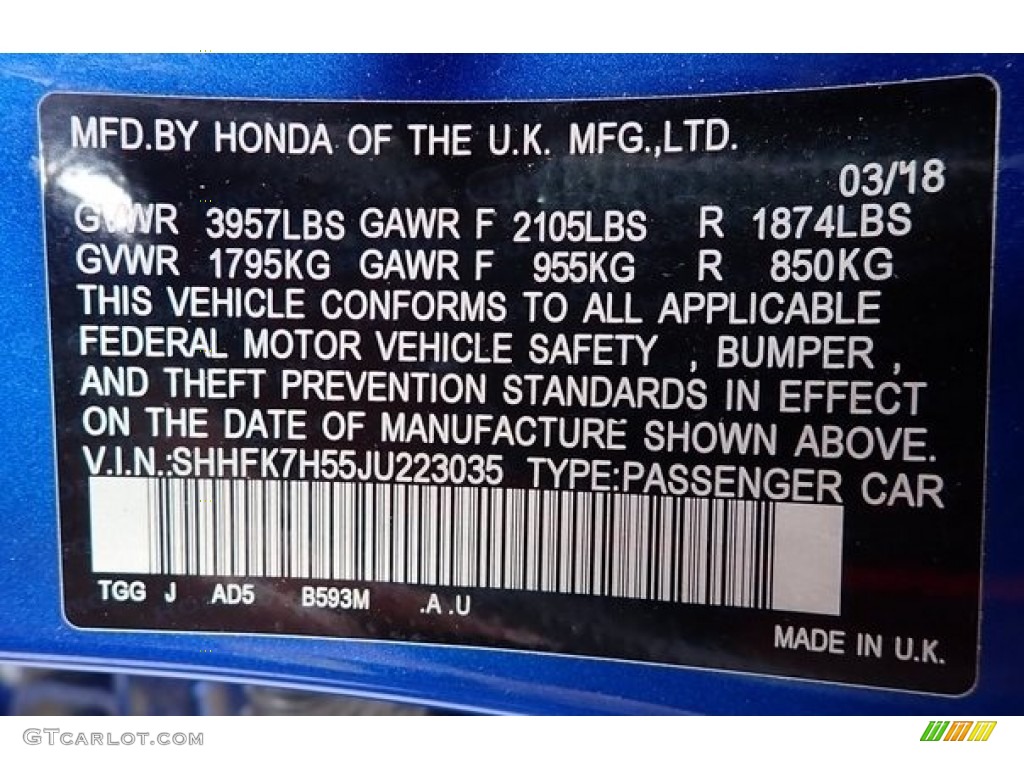 MFD.BY HONDA OF THE U.K. MFG.,LTD.
03/'18
GVWR 3957LBS GAWR F 2105LBS R 1874LBS
GVWR 1795KG GAWR F 955KG R 850KG
THIS VEHICLE CONFORMS TO ALL APPLICABLE
FEDERAL MOTOR VEHICLE SAFETY , BUMPER ,
AND THEFT PREVENTION STANDARDS IN EFFECT
ON THE DATE OF MANUFACTURE SHOWN ABOVE.
V.I.N.:SHHFK7H55JU223035 TYPE:PASSENGER CAR
TGG J AD5 B593M .A .U
MADE IN U.K.
GTCARLOT.COM